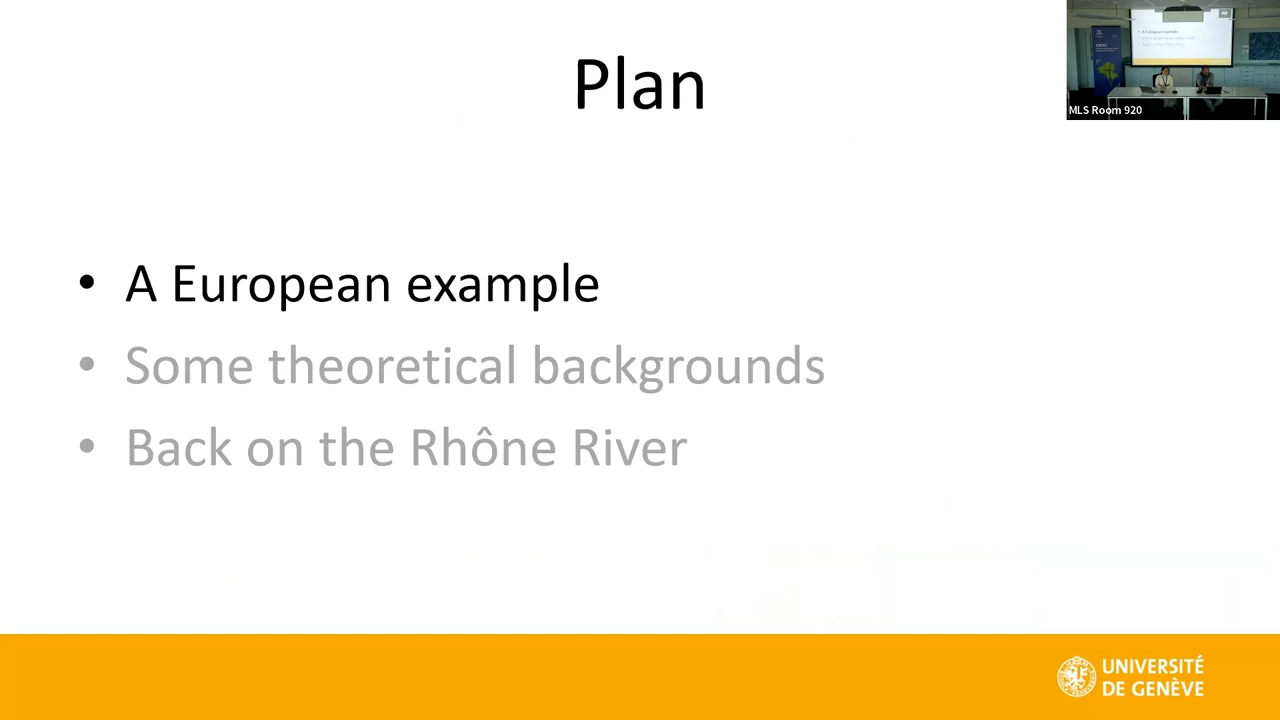 Plan
• A European example
• Some theoretical backgrounds
• Back on the Rhône River
MLS Room 920
UNIVERSITÉ
DE GENÈVE